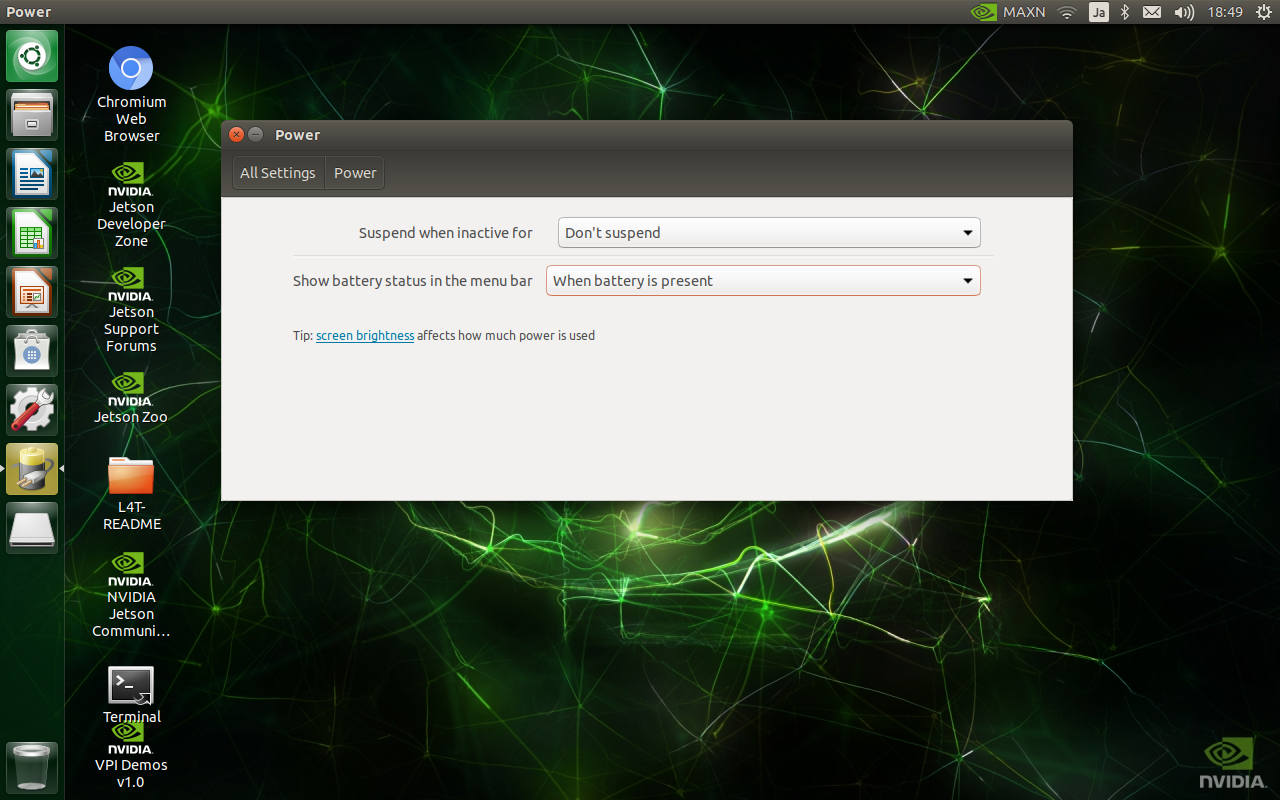 Power
MAXN
Ja
18:49
Chromium
Web
Browser
NVIDIA.
Jetson
Developer
Zone
NVIDIA.
Jetson
Support
Forums
NVIDIA.
Jetson Zoo
L4T-
README
NVIDIA.
NVIDIA
Jetson
Communi...
Terminal
NVIDIA.
VPI Demos
v1.0
Power
All Settings
Power
Suspend when inactive for
Don't suspend
Show battery status in the menu bar
When battery is present
Tip: screen brightness affects how much power is used
NVIDIA.